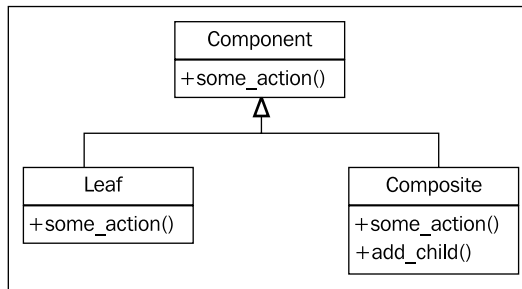 Component
+some_action()
Leaf
+some_action()
Composite
+some_action()
+add_child()